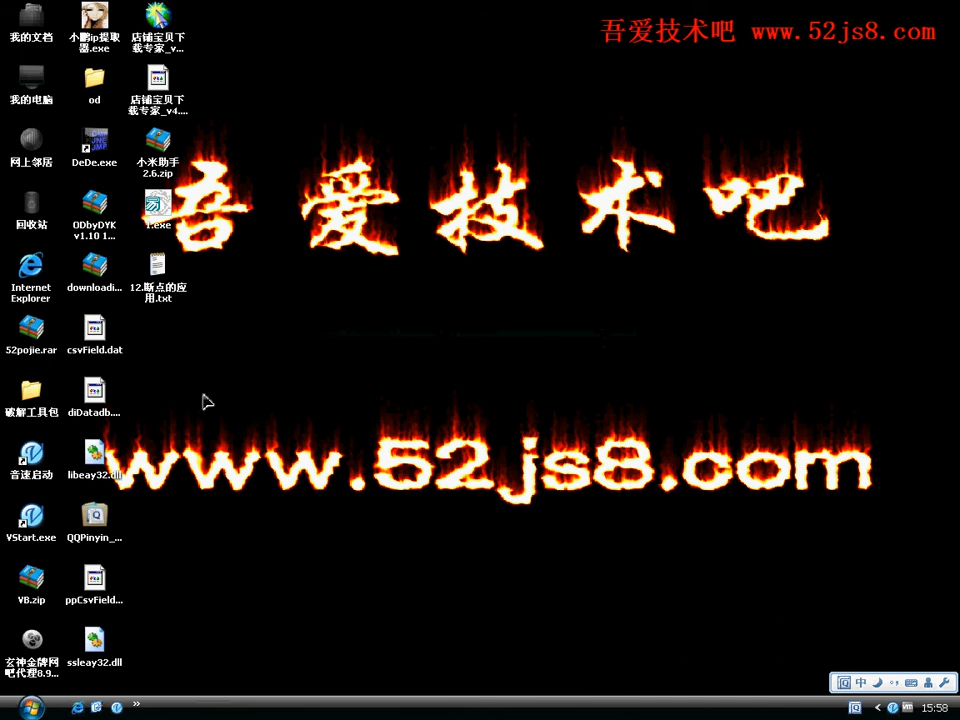 吾爱技术吧 www.52js8.com
我的文档
小鹏ip提取
器.exe
店铺宝贝下
载专家_v...
我的电脑
od
店铺宝贝下
载专家_v4....
网上邻居
DeDe.exe
小米助手
2.6.zip
回收站
ODbyDYK
v1.10 1...
1.exe
Internet
Explorer
downloadi...
12.断点的应
用.txt
52pojie.rar
csvField.dat
破解工具包
diDatadb....
音速启动
libeay32.dll
VStart.exe
QQPinyin_...
VB.zip
ppCsvField...
玄神金牌网
吧代理8.9...
ssleay32.dll
吾爱技术吧
www.52js8.com
中
15:58